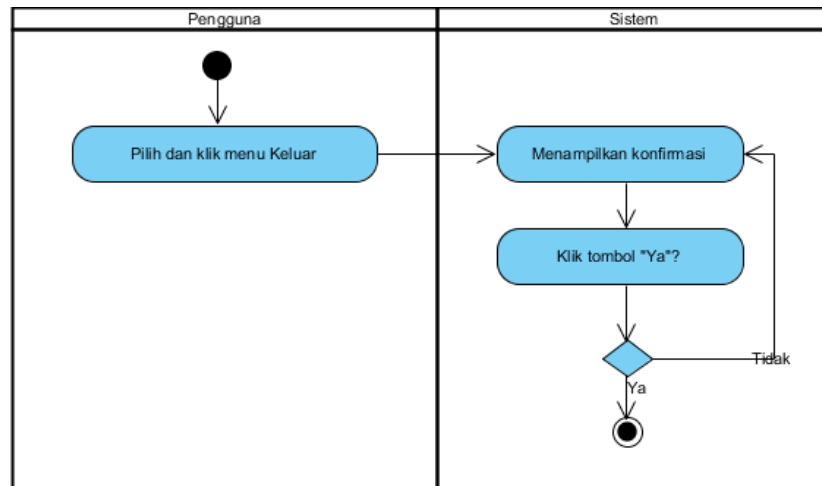 Pengguna
Sistem
Pilih dan klik menu Keluar
Menampilkan konfirmasi
Klik tombol "Ya"?
Tidak
Ya